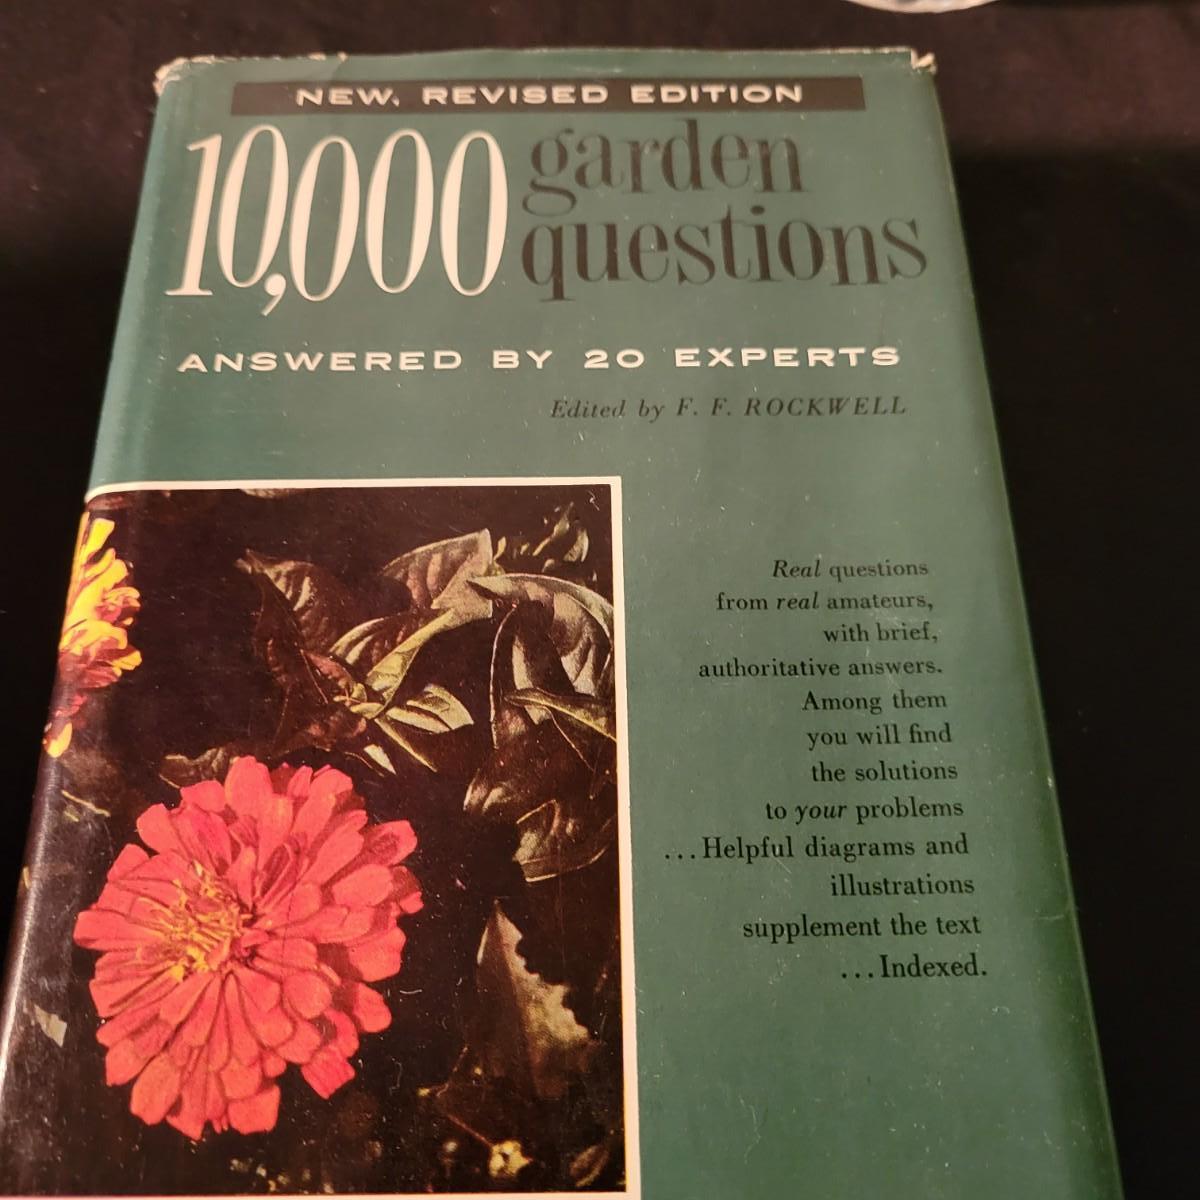 NEW, REVISED EDITION
10,000 garden
questions
ANSWERED BY 20 EXPERTS
Edited by F. F. ROCKWELL
Real questions
from real amateurs,
with brief,
authoritative answers.
Among them
you will find
the solutions
to your problems
...Helpful diagrams and
illustrations
supplement the text
...Indexed.